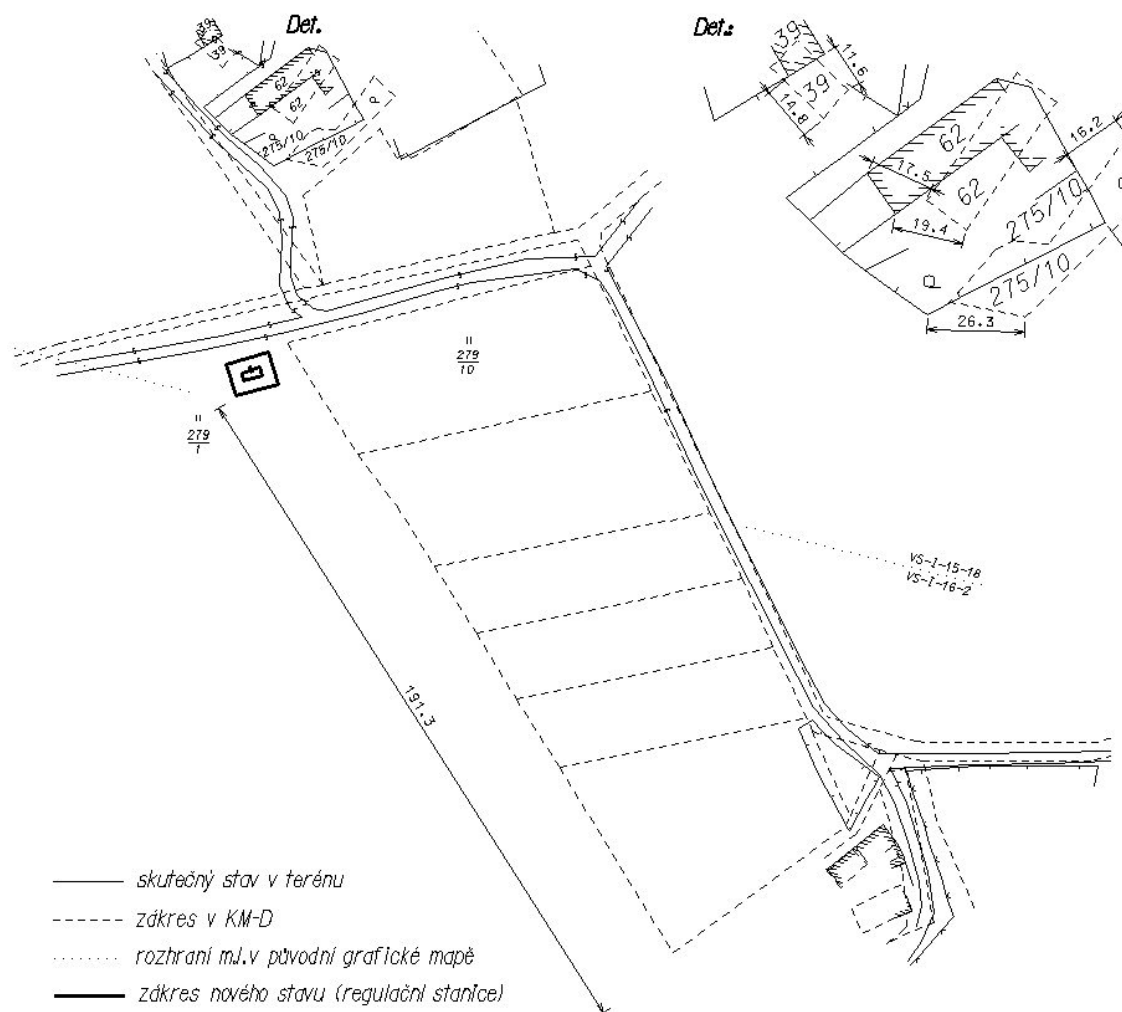 Det.
Det.:
39
39
62
62
P
P
275/10
275/10
39
39
11.6
14.8
62
62
17.5
19.4
16.2
275/10
275/10
P
26.3
"
279
10
"
279
1
VS-I-15-18
VS-I-16-2
191.3
skutečný stav v terénu
zákres v KM-D
rozhraní m.l.v původní grafické mapě
zákres nového stavu (regulační stanice)